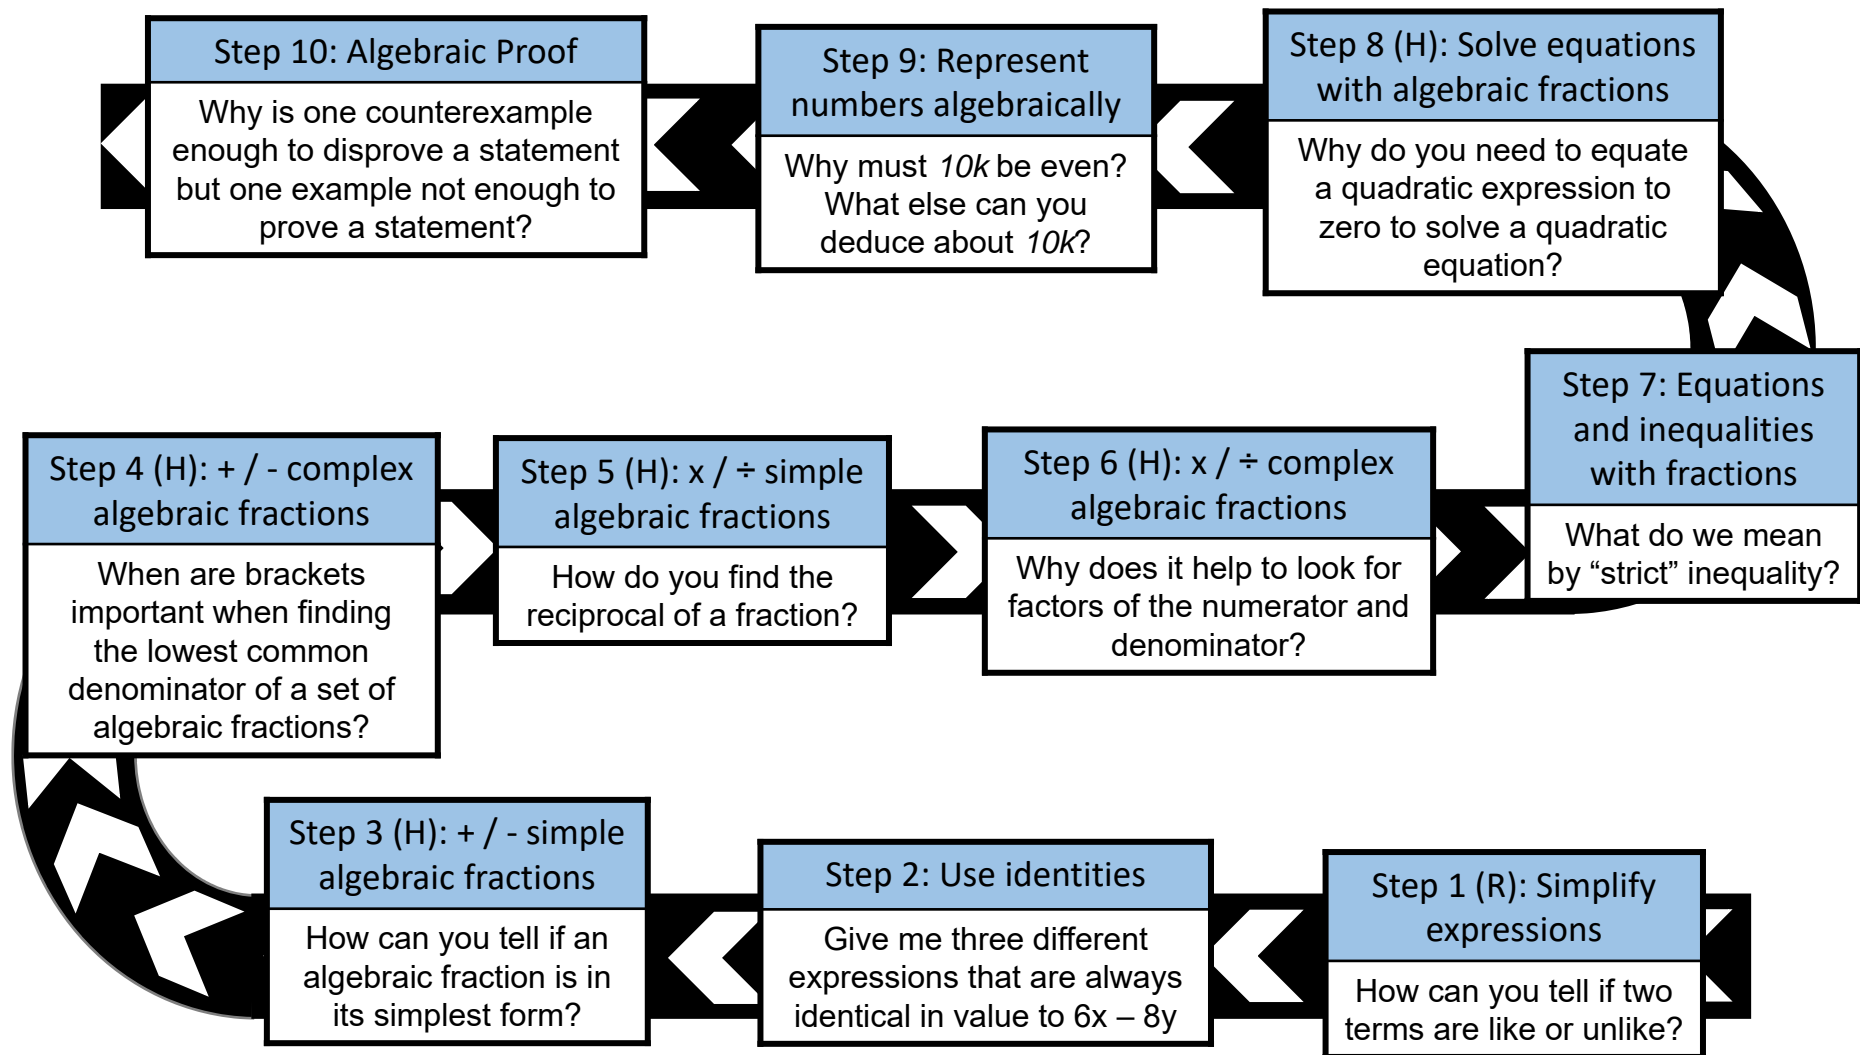 Step 10: Algebraic Proof
Why is one counterexample
enough to disprove a statement
but one example not enough to
prove a statement?
Step 9: Represent
numbers algebraically
Why must 10k be even?
What else can you
deduce about 10k?
Step 8 (H): Solve equations
with algebraic fractions
Why do you need to equate
a quadratic expression to
zero to solve a quadratic
equation?
Step 4 (H): + / - complex
algebraic fractions
When are brackets
important when finding
the lowest common
denominator of a set of
algebraic fractions?
Step 5 (H): x / ÷ simple
algebraic fractions
How do you find the
reciprocal of a fraction?
Step 6 (H): x / ÷ complex
algebraic fractions
Why does it help to look for
factors of the numerator and
denominator?
Step 7: Equations
and inequalities
with fractions
What do we mean
by “strict” inequality?
Step 3 (H): + / - simple
algebraic fractions
How can you tell if an
algebraic fraction is in
its simplest form?
Step 2: Use identities
Give me three different
expressions that are always
identical in value to 6x – 8y
Step 1 (R): Simplify
expressions
How can you tell if two
terms are like or unlike?